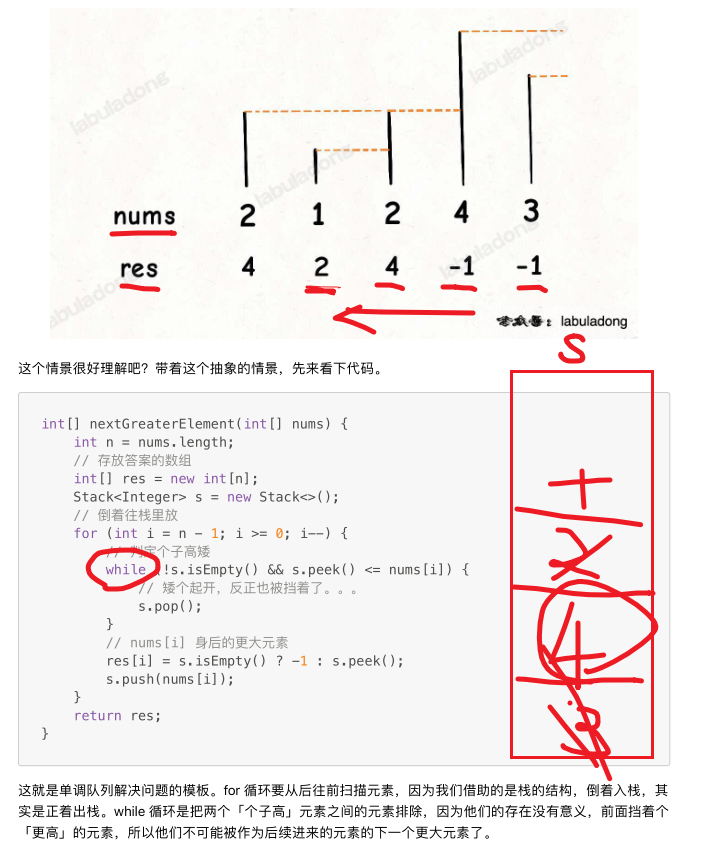 nums 2 1 2 4 3
res 4 2 4 -1 -1
labuladong
labuladong
labuladong
labuladong
labuladong
：labuladong
这个情景很好理解吧？带着这个抽象的情景，先来看下代码。
S
int[] nextGreaterElement(int[] nums) {
int n = nums.length;
// 存放答案的数组
int[] res = new int[n];
Stack<Integer> s = new Stack<>();
// 倒着往栈里放
for (int i = n - 1; i >= 0; i--) {
// 判定个子高矮
while (!s.isEmpty() && s.peek() <= nums[i]) {
// 矮个起开，反正也被挡着了。。。
s.pop();
}
// nums[i] 身后的更大元素
res[i] = s.isEmpty() ? -1 : s.peek();
s.push(nums[i]);
}
return res;
}
这就是单调队列解决问题的模板。for 循环要从后往前扫描元素，因为我们借助的是栈的结构，倒着入栈，其
实是正着出栈。while 循环是把两个「个子高」元素之间的元素排除，因为他们的存在没有意义，前面挡着个
「更高」的元素，所以他们不可能被作为后续进来的元素的下一个更大元素了。